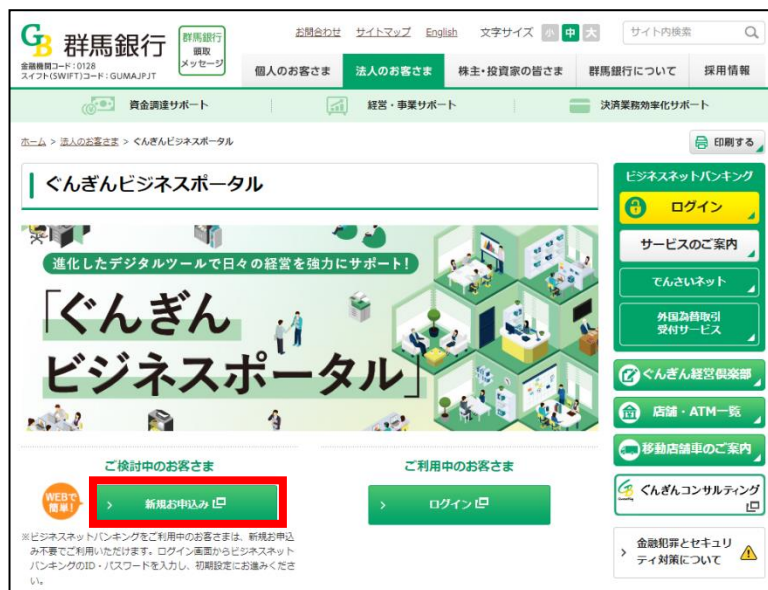 群馬銀行
群馬銀行
頭取
メッセージ
金融機関コード:0128
スイフト(SWIFT)コード:GUMAJPJT
お問合わせ サイトマップ English 文字サイズ 小 中 大 サイト内検索
個人のお客さま 法人のお客さま 株主・投資家の皆さま 群馬銀行について 採用情報
資金調達サポート 経営・事業サポート 決済業務効率化サポート
ホーム > 法人のお客さま > ぐんぎんビジネスポータル
印刷する
ぐんぎんビジネスポータル
進化したデジタルツールで日々の経営を強力にサポート!
「ぐんぎん
ビジネスポータル」
ご検討中のお客さま
WEBで
簡単!
新規お申込み
※ビジネスネットバンキングをご利用中のお客さまは、新規お申込
み不要でご利用いただけます。ログイン画面からビジネスネット
バンキングのID・パスワードを入力し、初期設定にお進みくださ
い。
ご利用中のお客さま
ログイン
ビジネスネットバンキング
ログイン
サービスのご案内
でんさいネット
外国為替取引
受付サービス
ぐんぎん経営倶楽部
店舗・ATM一覧
移動店舗車のご案内
ぐんぎんコンサルティング
金融犯罪とセキュリ
ティ対策について